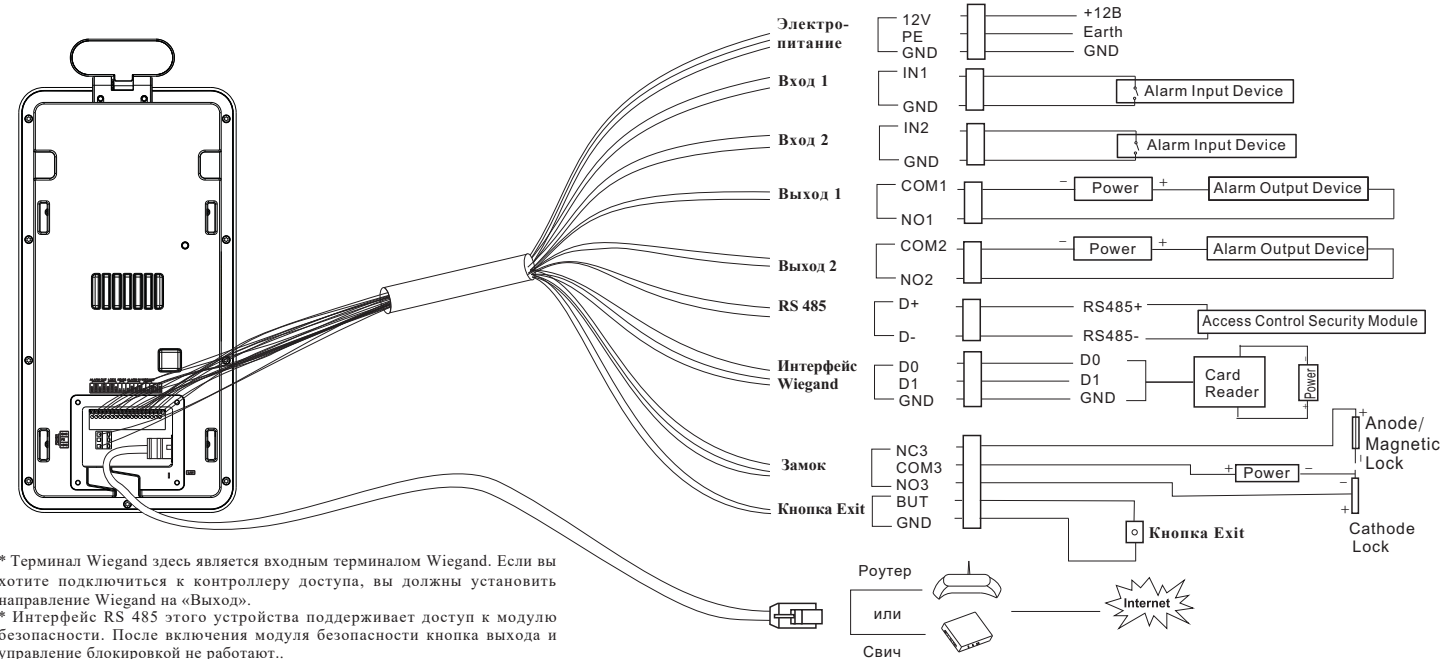 Электро-
питание
12V
PE
GND
+12В
Earth
GND
Вход 1
IN1
GND
Alarm Input Device
Вход 2
IN2
GND
Alarm Input Device
Выход 1
COM1
NO1
− Power +
Alarm Output Device
Выход 2
COM2
NO2
− Power +
Alarm Output Device
RS 485
D+
D-
RS485+
RS485-
Access Control Security Module
Интерфейс
Wiegand
D0
D1
GND
D0
D1
GND
Card
Reader
− Power +
Замок
NC3
COM3
NO3
+ Power −
+
−
Anode/
Magnetic
Lock
−
+
Cathode
Lock
Кнопка Exit
BUT
GND
Кнопка Exit
* Терминал Wiegand здесь является входным терминалом Wiegand. Если вы
хотите подключиться к контроллеру доступа, вы должны установить
направление Wiegand на «Выход».
* Интерфейс RS 485 этого устройства поддерживает доступ к модулю
безопасности. После включения модуля безопасности кнопка выхода и
управление блокировкой не работают..
Роутер
или
Свич
Internet